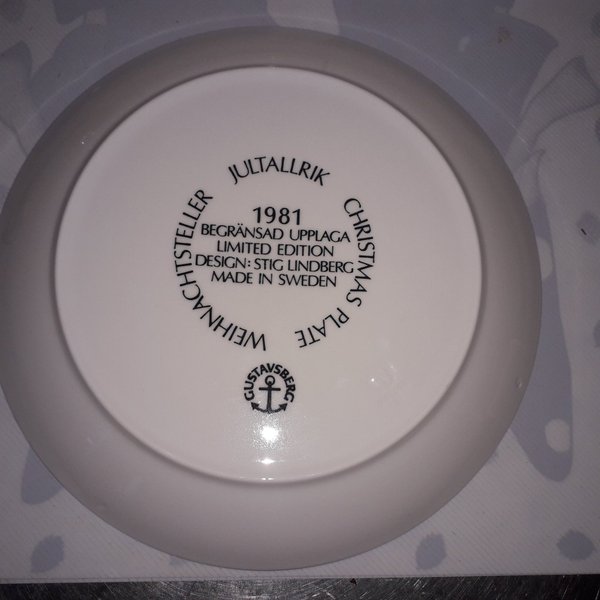 JULTALLRIK
CHRISTMAS PLATE
WEIHNACHTSTELLER
1981
BEGRÄNSAD UPPLAGA
LIMITED EDITION
DESIGN: STIG LINDBERG
MADE IN SWEDEN
GUSTAVSBERG